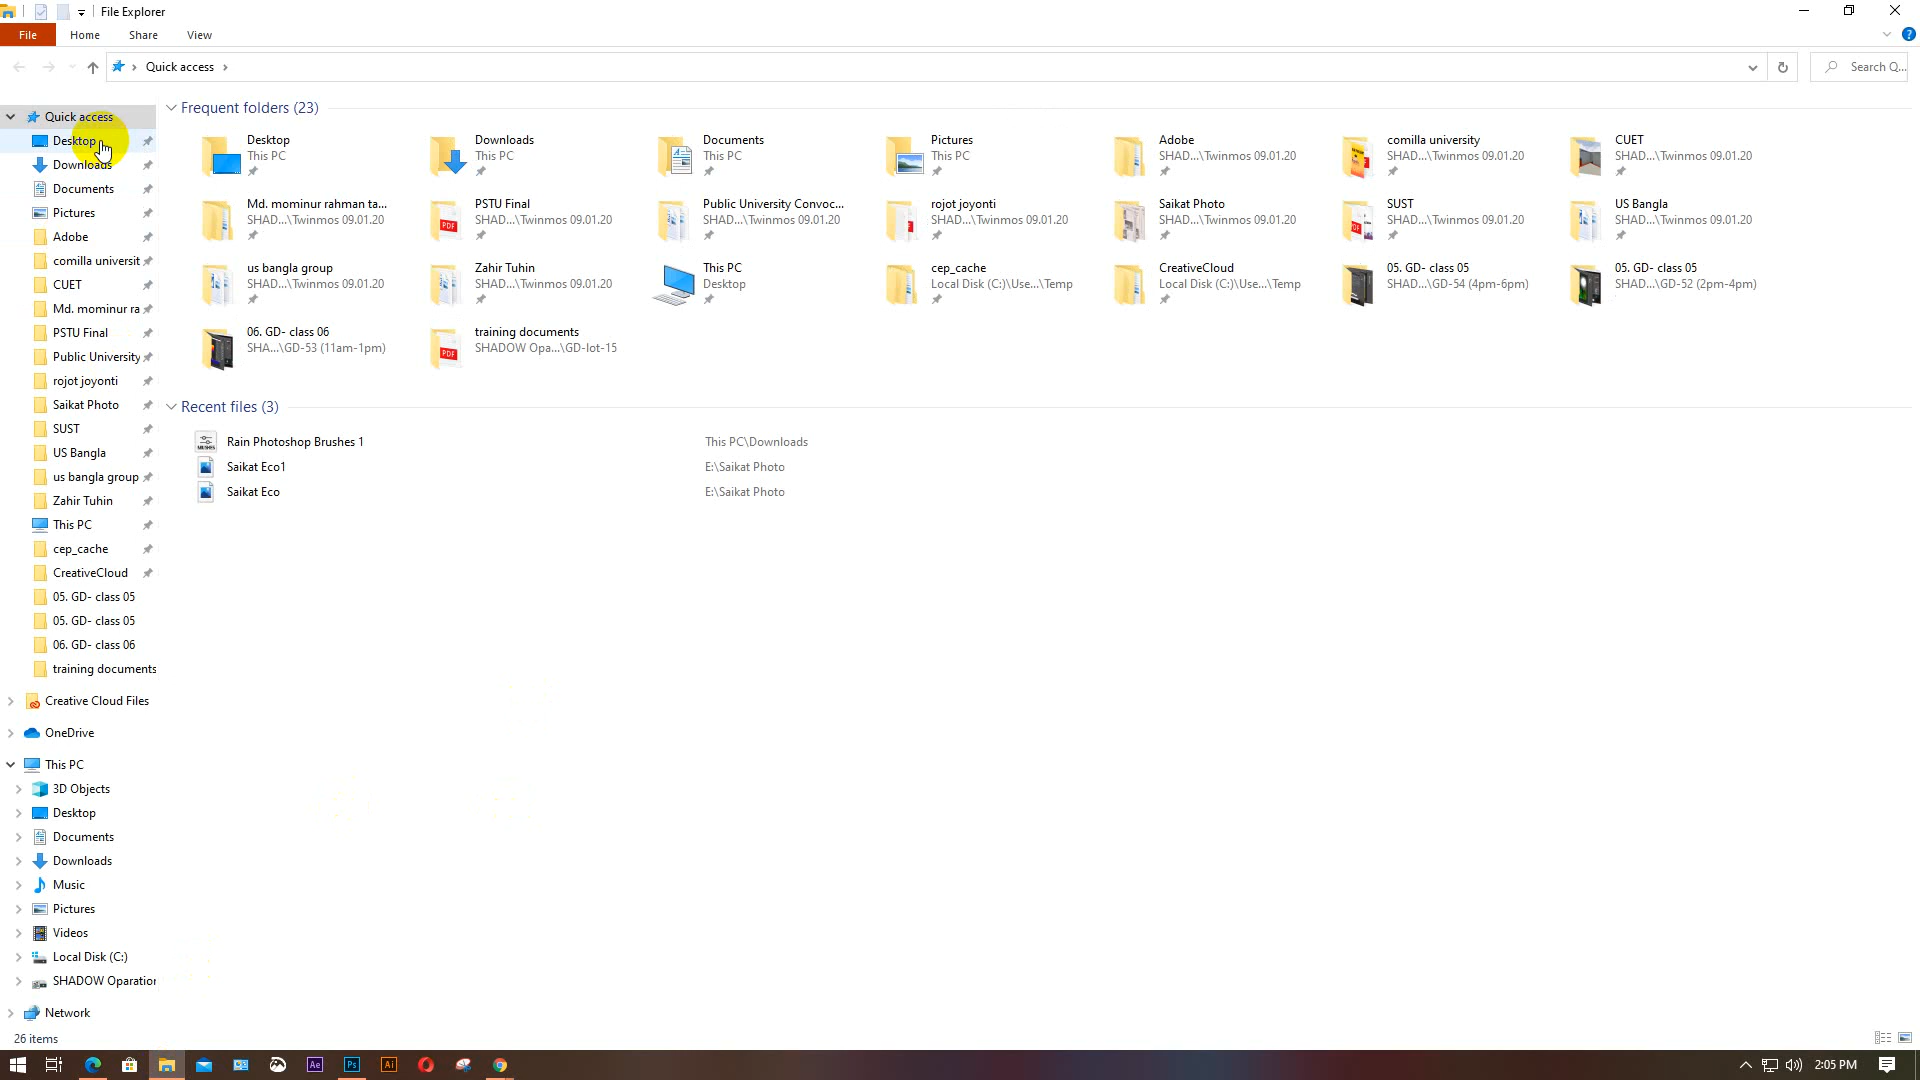 File Explorer
File
Home
Share
View
Quick access
Search Q...
Quick access
Desktop
Downloads
Documents
Pictures
Adobe
comilla universit
CUET
Md. mominur ra
PSTU Final
Public University
rojot joyonti
Saikat Photo
SUST
US Bangla
us bangla group
Zahir Tuhin
This PC
cep_cache
CreativeCloud
05. GD- class 05
05. GD- class 05
06. GD- class 06
training documents
Creative Cloud Files
OneDrive
This PC
3D Objects
Desktop
Documents
Downloads
Music
Pictures
Videos
Local Disk (C:)
SHADOW Oparation
Network
Frequent folders (23)
Desktop
This PC
Downloads
This PC
Documents
This PC
Pictures
This PC
Adobe
SHAD...\Twinmos 09.01.20
comilla university
SHAD...\Twinmos 09.01.20
CUET
SHAD...\Twinmos 09.01.20
Md. mominur rahman ta...
SHAD...\Twinmos 09.01.20
PSTU Final
SHAD...\Twinmos 09.01.20
Public University Convoc...
SHAD...\Twinmos 09.01.20
rojot joyonti
SHAD...\Twinmos 09.01.20
Saikat Photo
SHAD...\Twinmos 09.01.20
SUST
SHAD...\Twinmos 09.01.20
US Bangla
SHAD...\Twinmos 09.01.20
us bangla group
SHAD...\Twinmos 09.01.20
Zahir Tuhin
SHAD...\Twinmos 09.01.20
This PC
Desktop
cep_cache
Local Disk (C:)\Use...\Temp
CreativeCloud
Local Disk (C:)\Use...\Temp
05. GD- class 05
SHAD...\GD-54 (4pm-6pm)
05. GD- class 05
SHAD...\GD-52 (2pm-4pm)
06. GD- class 06
SHA...\GD-53 (11am-1pm)
training documents
SHADOW Opa...\GD-lot-15
Recent files (3)
Rain Photoshop Brushes 1 This PC\Downloads
Saikat Eco1 E:\Saikat Photo
Saikat Eco E:\Saikat Photo
26 items
Ae
Ps
Ai
2:05 PM